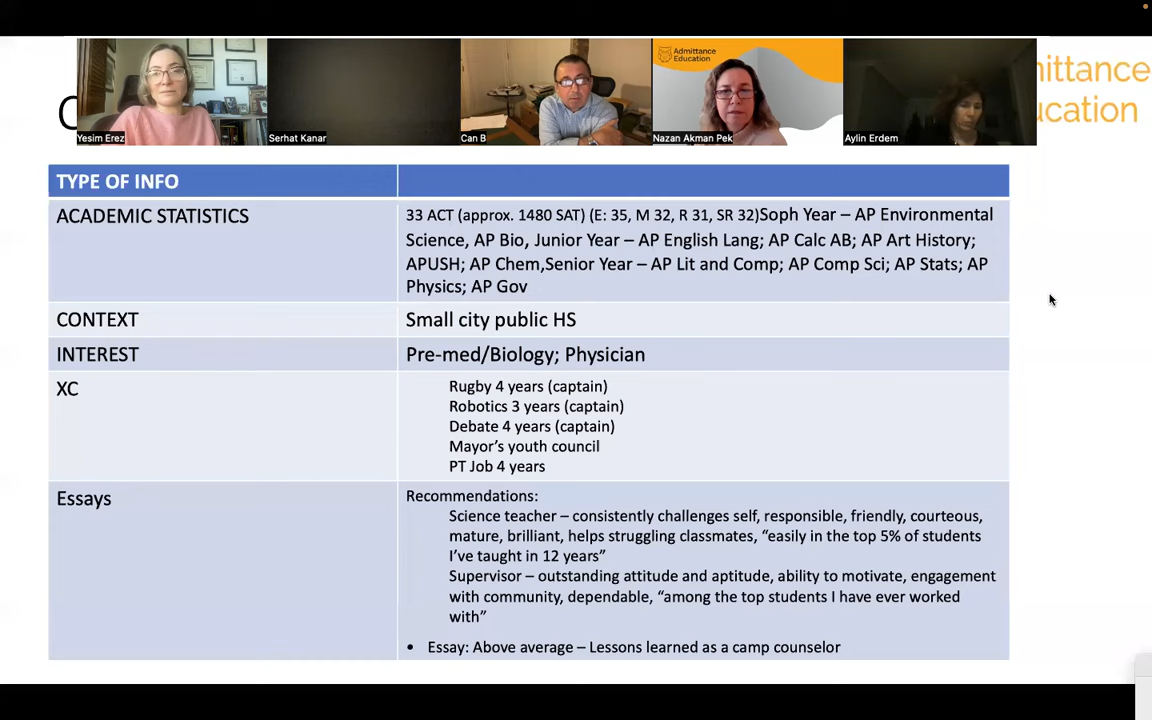 Admittance
Education
Yesim Erez
Serhat Kanar
Can B
Nazan Akman Pek
Aylin Erdem
ittance
cation
TYPE OF INFO
ACADEMIC STATISTICS
33 ACT (approx. 1480 SAT) (E: 35, M 32, R 31, SR 32)Soph Year – AP Environmental
Science, AP Bio, Junior Year – AP English Lang; AP Calc AB; AP Art History;
APUSH; AP Chem,Senior Year – AP Lit and Comp; AP Comp Sci; AP Stats; AP
Physics; AP Gov
CONTEXT
Small city public HS
INTEREST
Pre-med/Biology; Physician
XC
Rugby 4 years (captain)
Robotics 3 years (captain)
Debate 4 years (captain)
Mayor’s youth council
PT Job 4 years
Essays
Recommendations:
Science teacher – consistently challenges self, responsible, friendly, courteous,
mature, brilliant, helps struggling classmates, “easily in the top 5% of students
I’ve taught in 12 years”
Supervisor – outstanding attitude and aptitude, ability to motivate, engagement
with community, dependable, “among the top students I have ever worked
with”
• Essay: Above average – Lessons learned as a camp counselor